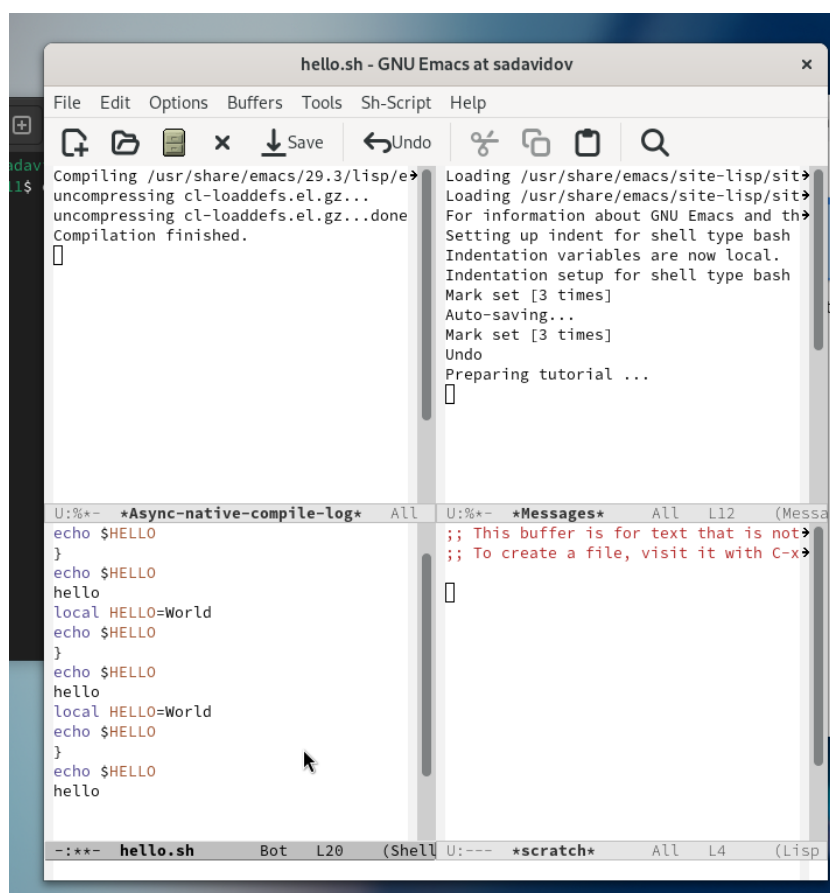 hello.sh - GNU Emacs at sadavidov
File Edit Options Buffers Tools Sh-Script Help
Save Undo
adav
11$
Compiling /usr/share/emacs/29.3/lisp/e
uncompressing cl-loaddefs.el.gz...
uncompressing cl-loaddefs.el.gz...done
Compilation finished.
U:%*- *Async-native-compile-log* All
Loading /usr/share/emacs/site-lisp/sit
Loading /usr/share/emacs/site-lisp/sit
For information about GNU Emacs and th
Setting up indent for shell type bash
Indentation variables are now local.
Indentation setup for shell type bash
Mark set [3 times]
Auto-saving...
Mark set [3 times]
Undo
Preparing tutorial ...
U:%*- *Messages* All L12 (Messa
echo $HELLO
}
echo $HELLO
hello
local HELLO=World
echo $HELLO
}
echo $HELLO
hello
local HELLO=World
echo $HELLO
}
echo $HELLO
hello
-:**- hello.sh Bot L20 (Shell
;; This buffer is for text that is not
;; To create a file, visit it with C-x
U:--- *scratch* All L4 (Lisp